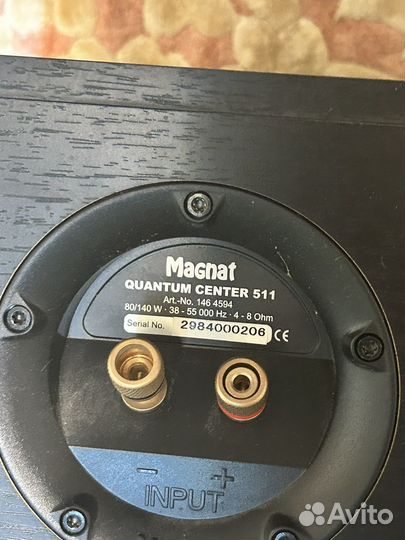 Magnat
QUANTUM CENTER 511
Art.-No. 146 4594
80/140 W · 38 - 55 000 Hz · 4 - 8 Ohm
Serial No. 2984000206 CE
- +
INPUT
Avito